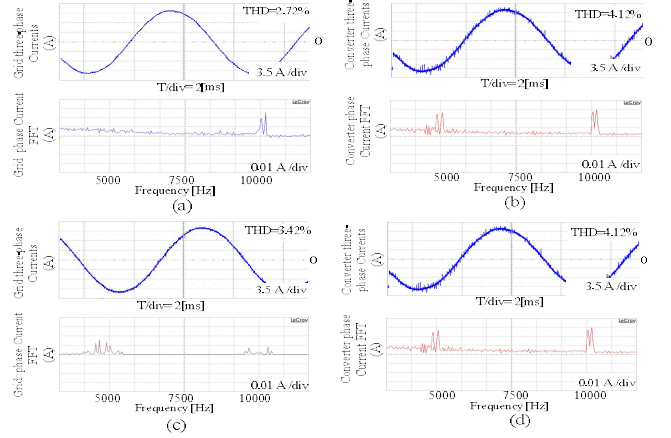 (a)
Grid three-phase
Currents
(A)
THD=2.72%
O
3.5 A/div
T/div= 2[ms]
Grid phase Current
FFT
(A)
LeCroy
0.01 A/div
5000 7500 10000
Frequency [Hz]
(a)
(b)
Converter three-
phase Currents
(A)
THD=4.12%
O
3.5 A/div
T/div=2[ms]
Converter phase
Current FFT
(A)
LeCroy
0.01 A/div
5000 7500 10000
Frequency [Hz]
(b)
(c)
Grid three-phase
Currents
(A)
THD=3.42%
O
3.5 A/div
T/div=2[ms]
Grid phase Current
FFT
(A)
LeCroy
0.01 A/div
5000 7500 10000
Frequency [Hz]
(c)
(d)
Converter three-
phase Currents
(A)
THD=4.12%
O
3.5 A/div
T/div=2[ms]
Converter phase
Current FFT
(A)
LeCroy
0.01 A/div
5000 7500 10000
Frequency [Hz]
(d)